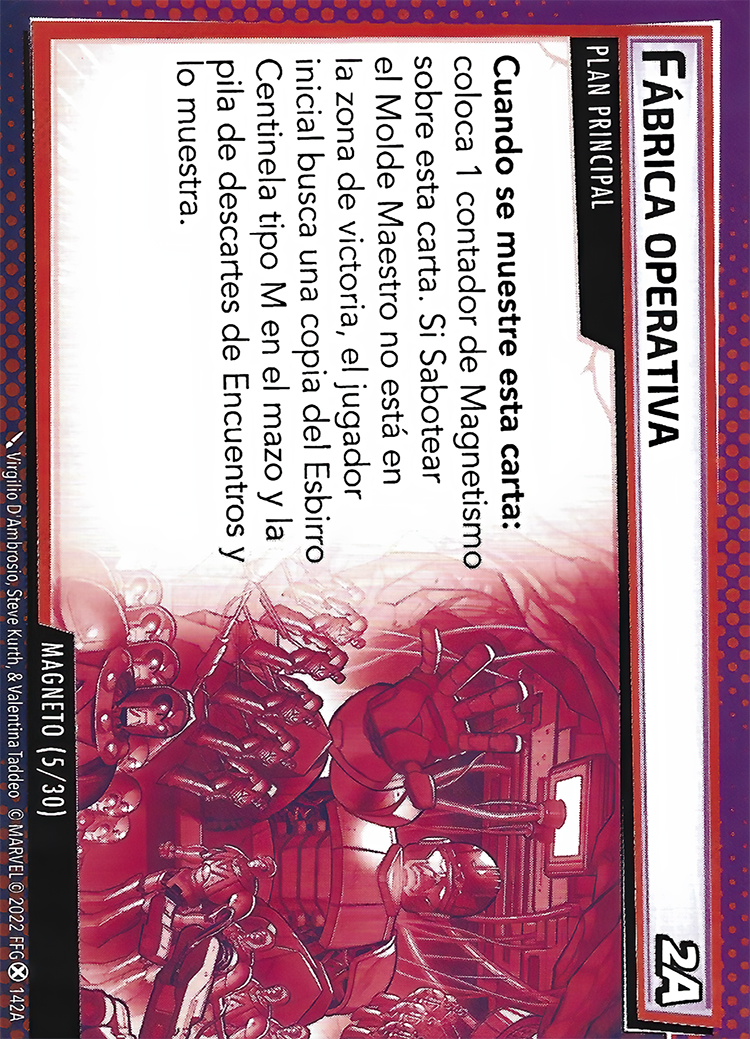 FÁBRICA OPERATIVA
2A
PLAN PRINCIPAL
Cuando se muestre esta carta:
coloca 1 contador de Magnetismo
sobre esta carta. Si Sabotear
el Molde Maestro no está en
la zona de victoria, el jugador
inicial busca una copia del Esbirro
Centinela tipo M en el mazo y la
pila de descartes de Encuentros y
lo muestra.
MAGNETO (5/30)
Virgilio D'Ambrosio, Steve Kurth, & Valentina Taddeo © MARVEL © 2022 FFG 142A